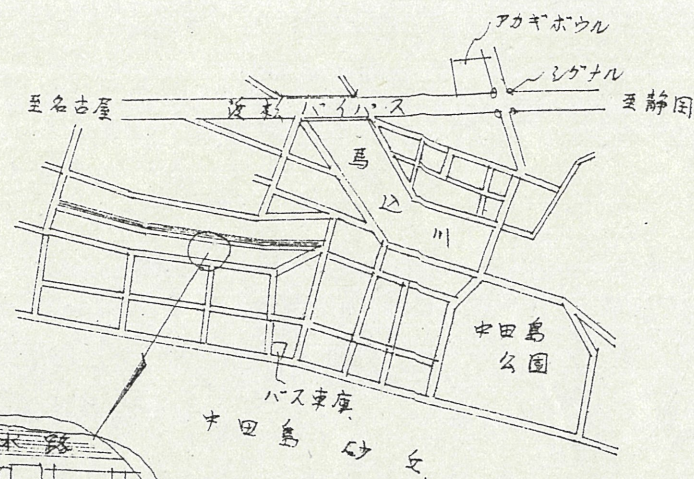 アカギボウル
シグナル
至名古屋
浜松バイパス
至静岡
馬込川
中田島
公園
バス車庫
中田島砂丘
水路